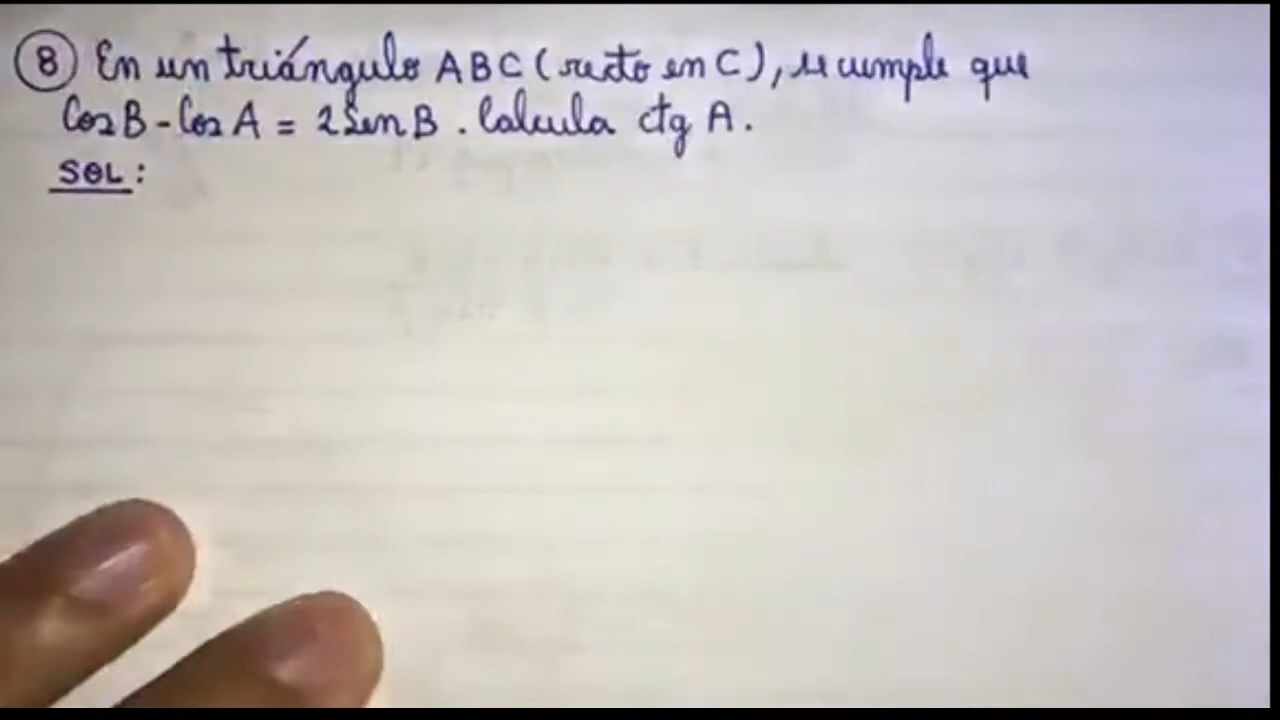 8 En un triángulo ABC (recto en C), se cumple que
Cos B - Cos A = 2 Sen B. Calcula Ctg A.
SOL: